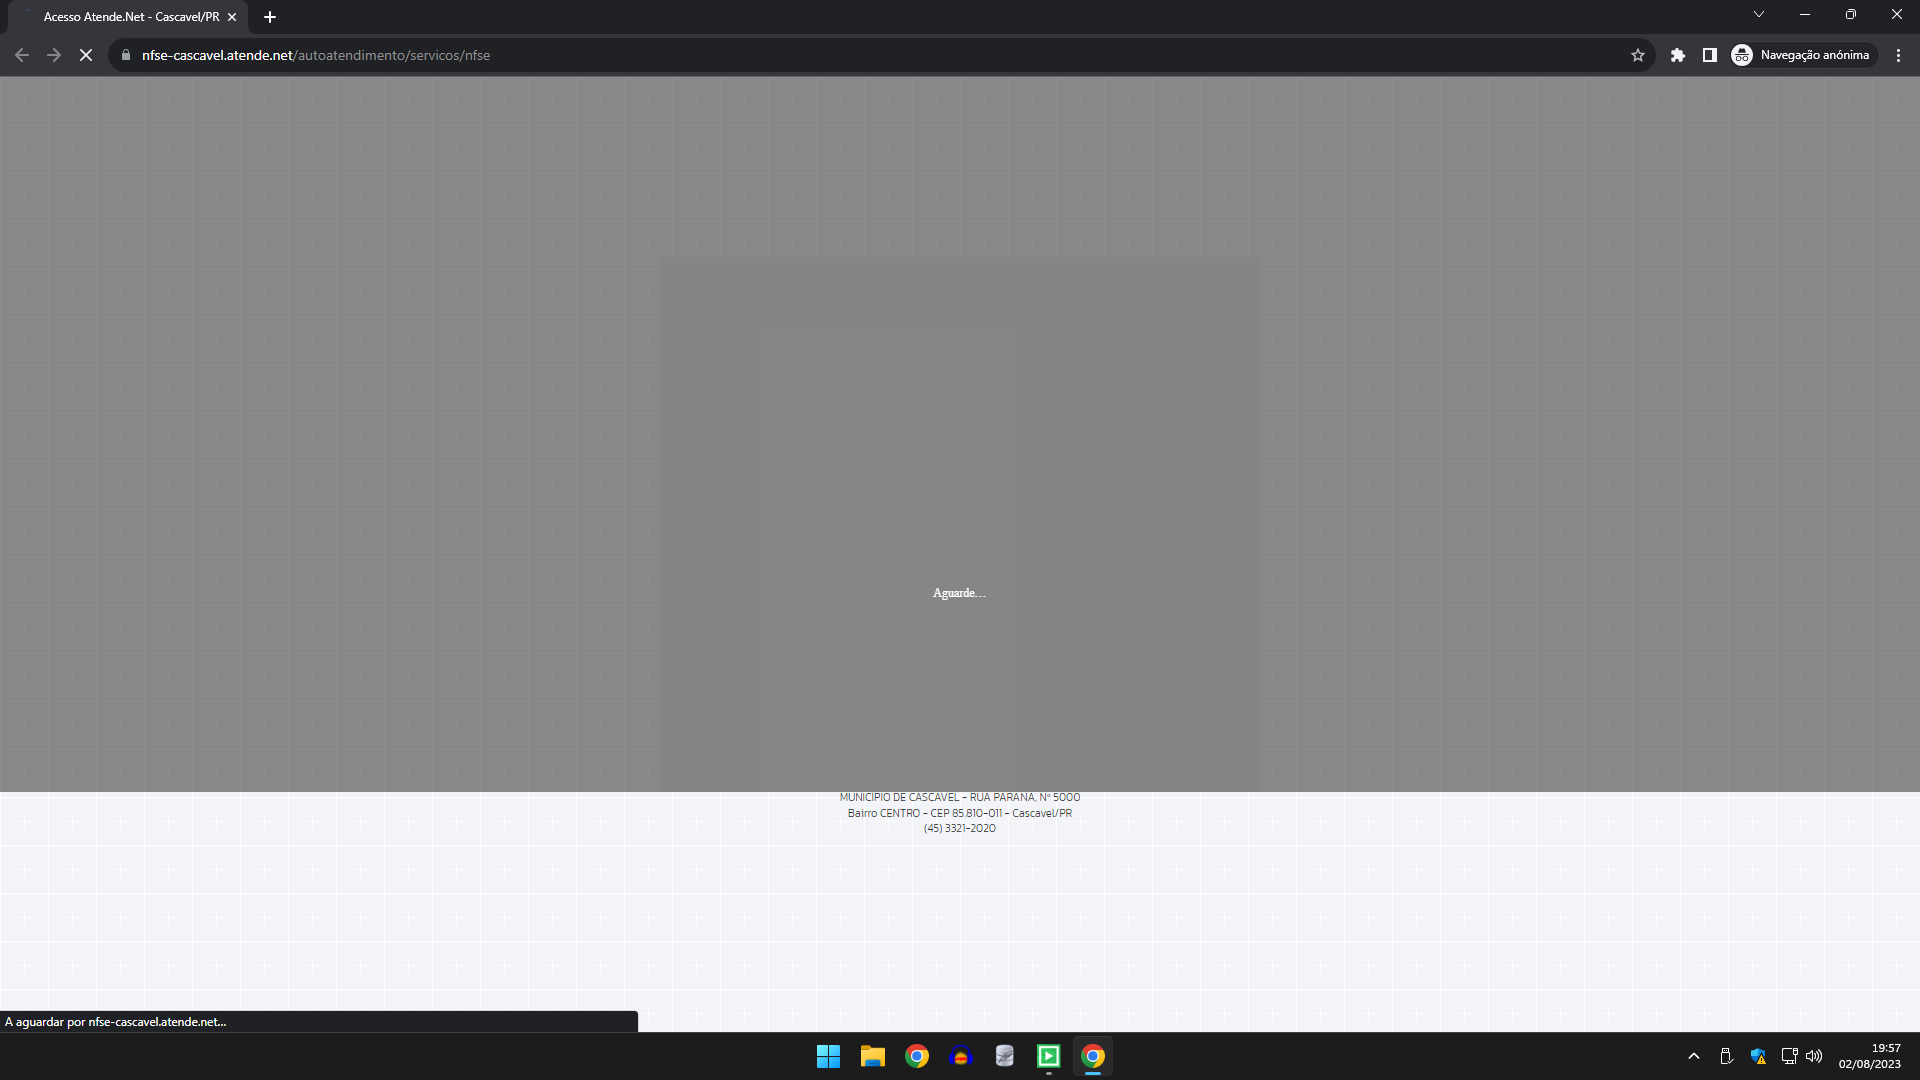 Acesso Atende.Net - Cascavel/PR
nfse-cascavel.atende.net/autoatendimento/servicos/nfse
Navegação anónima
Aguarde...
MUNICÍPIO DE CASCAVEL - RUA PARANÁ, Nº 5000
Bairro CENTRO - CEP 85.810-011 - Cascavel/PR
(45) 3321-2020
A aguardar por nfse-cascavel.atende.net...
19:57
02/08/2023